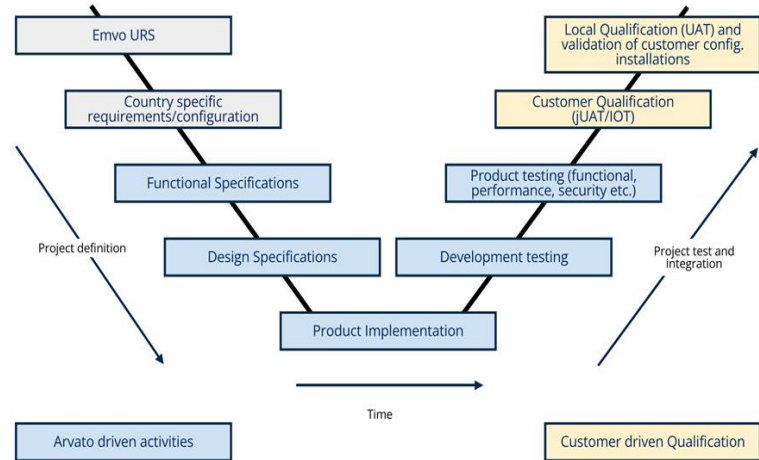 Emvo URS
Local Qualification (UAT) and
validation of customer config.
installations
Country specific
requirements/configuration
Customer Qualification
(jUAT/IOT)
Functional Specifications
Product testing (functional,
performance, security etc.)
Project definition
Design Specifications
Development testing
Project test and
integration
Product Implementation
Time
Arvato driven activities
Customer driven Qualification